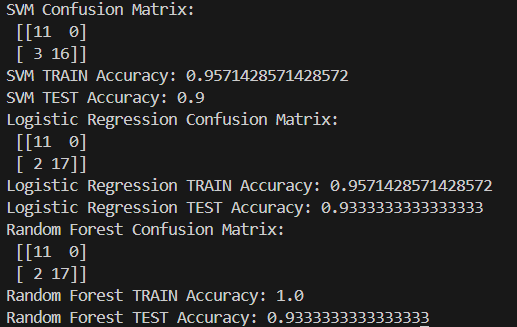 SVM Confusion Matrix:
 [[11  0]
 [ 3 16]]
SVM TRAIN Accuracy: 0.9571428571428572
SVM TEST Accuracy: 0.9
Logistic Regression Confusion Matrix:
 [[11  0]
 [ 2 17]]
Logistic Regression TRAIN Accuracy: 0.9571428571428572
Logistic Regression TEST Accuracy: 0.9333333333333333
Random Forest Confusion Matrix:
 [[11  0]
 [ 2 17]]
Random Forest TRAIN Accuracy: 1.0
Random Forest TEST Accuracy: 0.9333333333333333